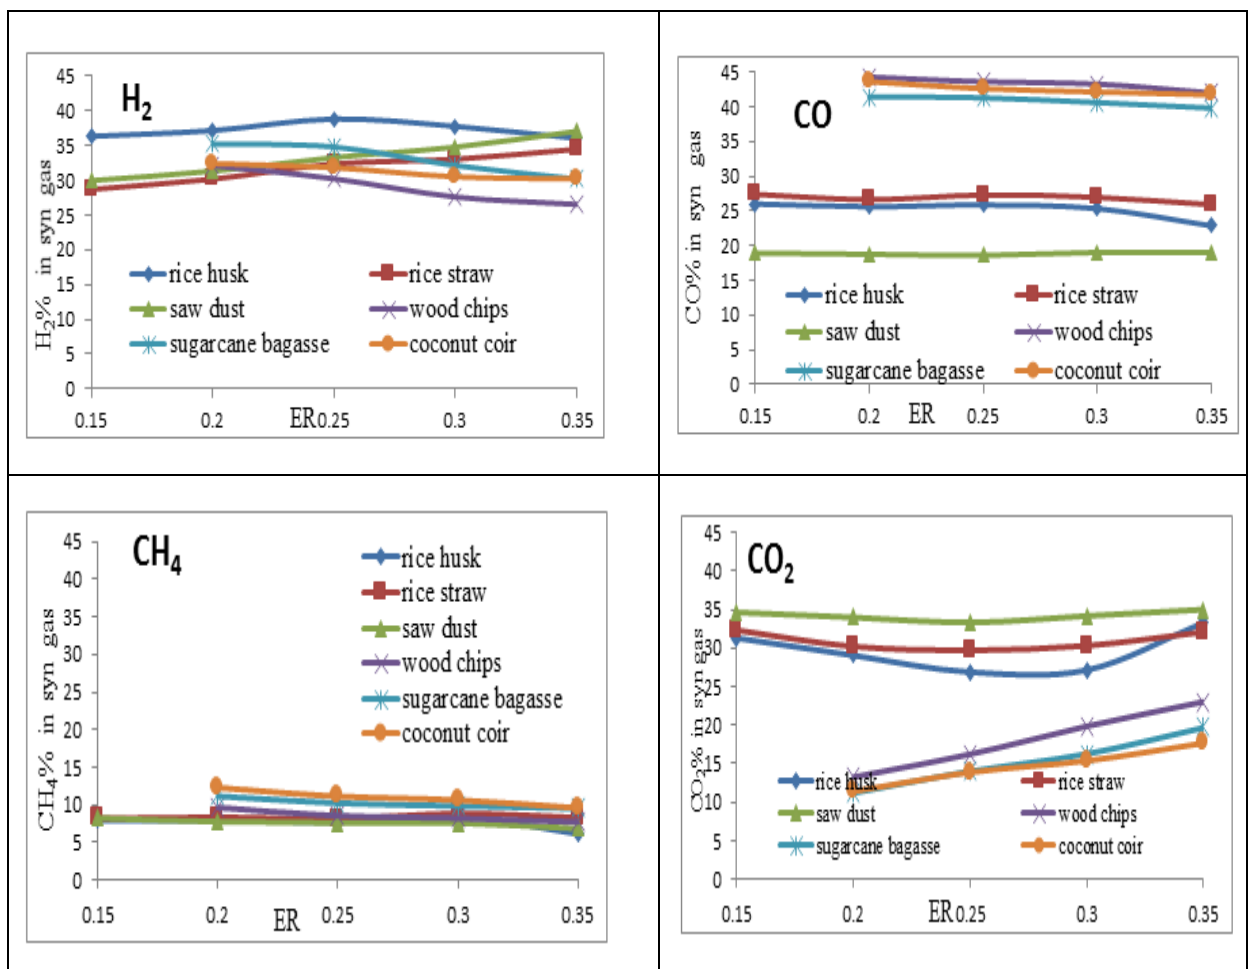 H2
H2% in syn gas
45
40
35
30
25
20
15
10
5
0
rice husk
rice straw
saw dust
wood chips
sugarcane bagasse
coconut coir
0.15 0.2 0.25 0.3 0.35
ER
CO
CO% in syn gas
45
40
35
30
25
20
15
10
5
0
rice husk
rice straw
saw dust
wood chips
sugarcane bagasse
coconut coir
0.15 0.2 0.25 0.3 0.35
ER
CH4
CH4% in syn gas
45
40
35
30
25
20
15
10
5
0
rice husk
rice straw
saw dust
wood chips
sugarcane bagasse
coconut coir
0.15 0.2 0.25 0.3 0.35
ER
CO2
CO2% in syn gas
45
40
35
30
25
20
15
10
5
0
rice husk
rice straw
saw dust
wood chips
sugarcane bagasse
coconut coir
0.15 0.2 0.25 0.3 0.35
ER